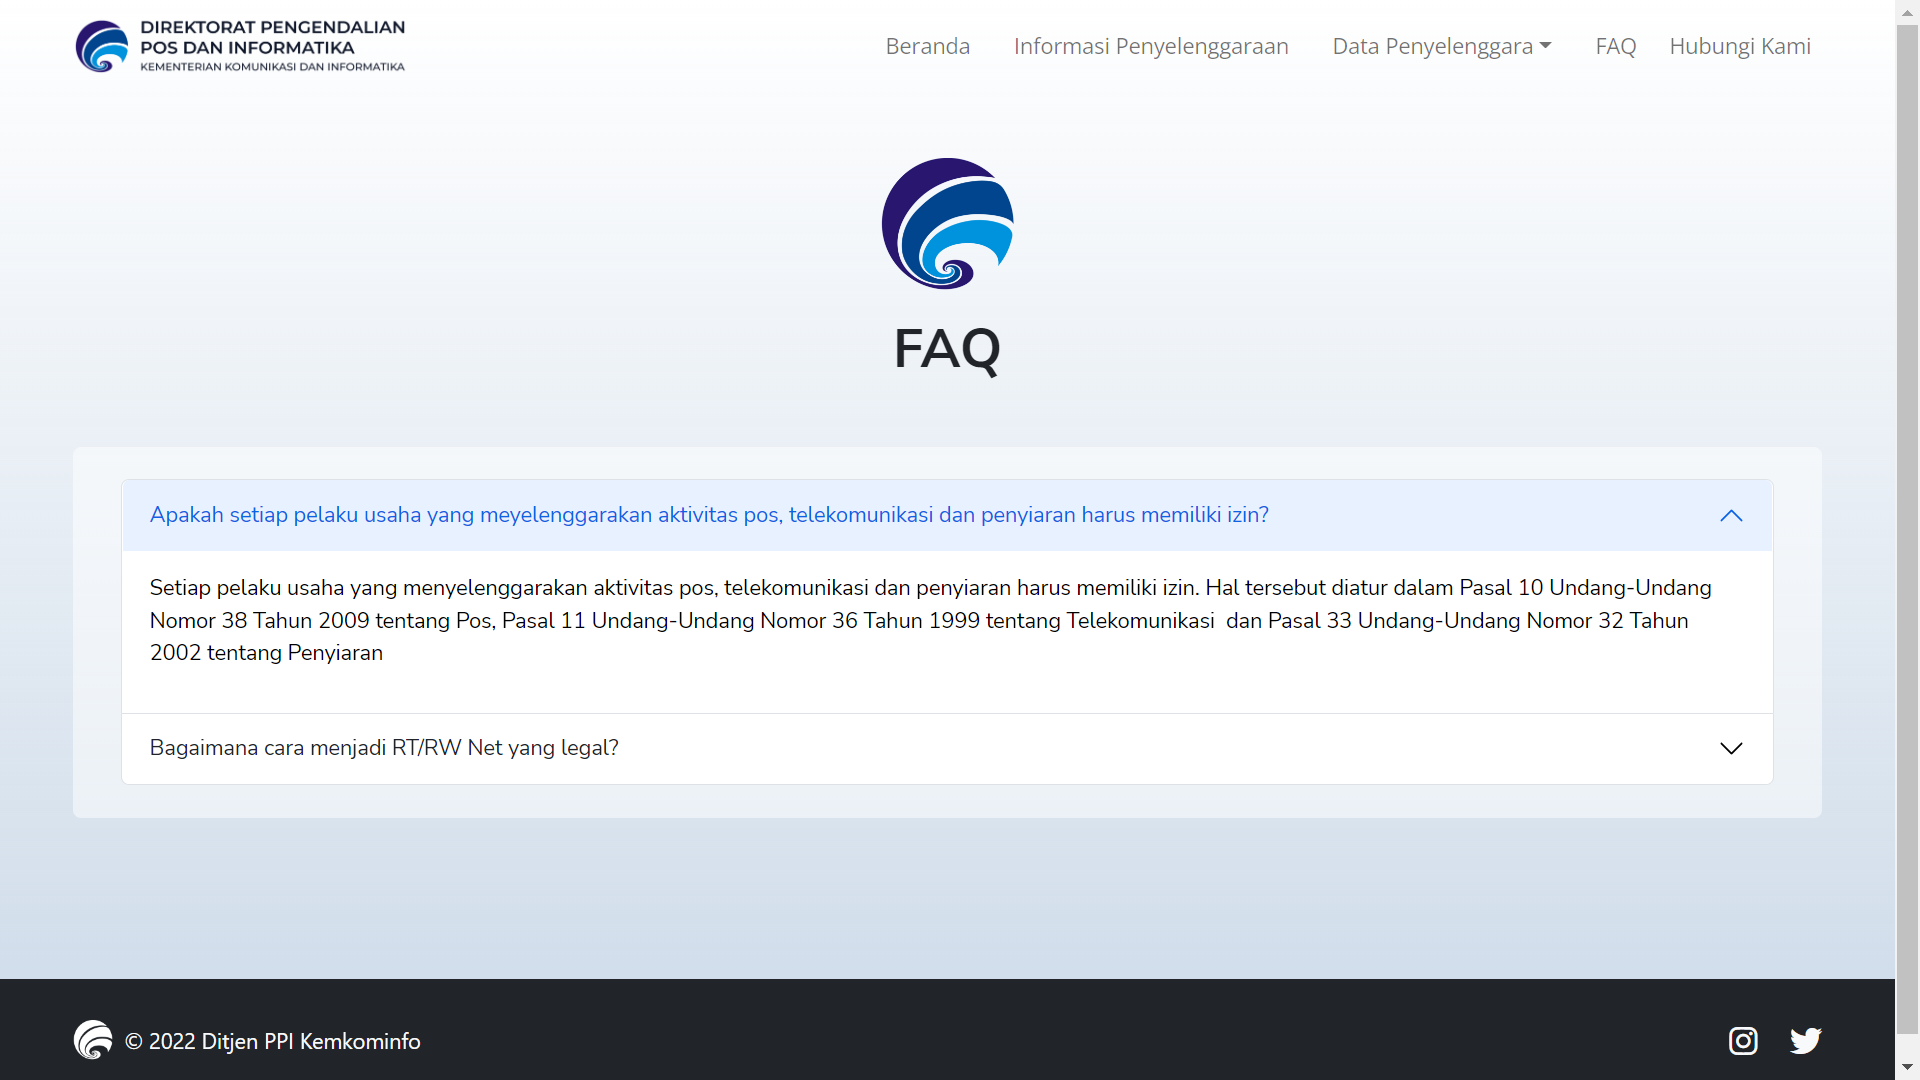 DIREKTORAT PENGENDALIAN
POS DAN INFORMATIKA
KEMENTERIAN KOMUNIKASI DAN INFORMATIKA
Beranda
Informasi Penyelenggaraan
Data Penyelenggara
FAQ
Hubungi Kami
FAQ
Apakah setiap pelaku usaha yang meyelenggarakan aktivitas pos, telekomunikasi dan penyiaran harus memiliki izin?
Setiap pelaku usaha yang menyelenggarakan aktivitas pos, telekomunikasi dan penyiaran harus memiliki izin. Hal tersebut diatur dalam Pasal 10 Undang-Undang
Nomor 38 Tahun 2009 tentang Pos, Pasal 11 Undang-Undang Nomor 36 Tahun 1999 tentang Telekomunikasi  dan Pasal 33 Undang-Undang Nomor 32 Tahun
2002 tentang Penyiaran
Bagaimana cara menjadi RT/RW Net yang legal?
© 2022 Ditjen PPI Kemkominfo